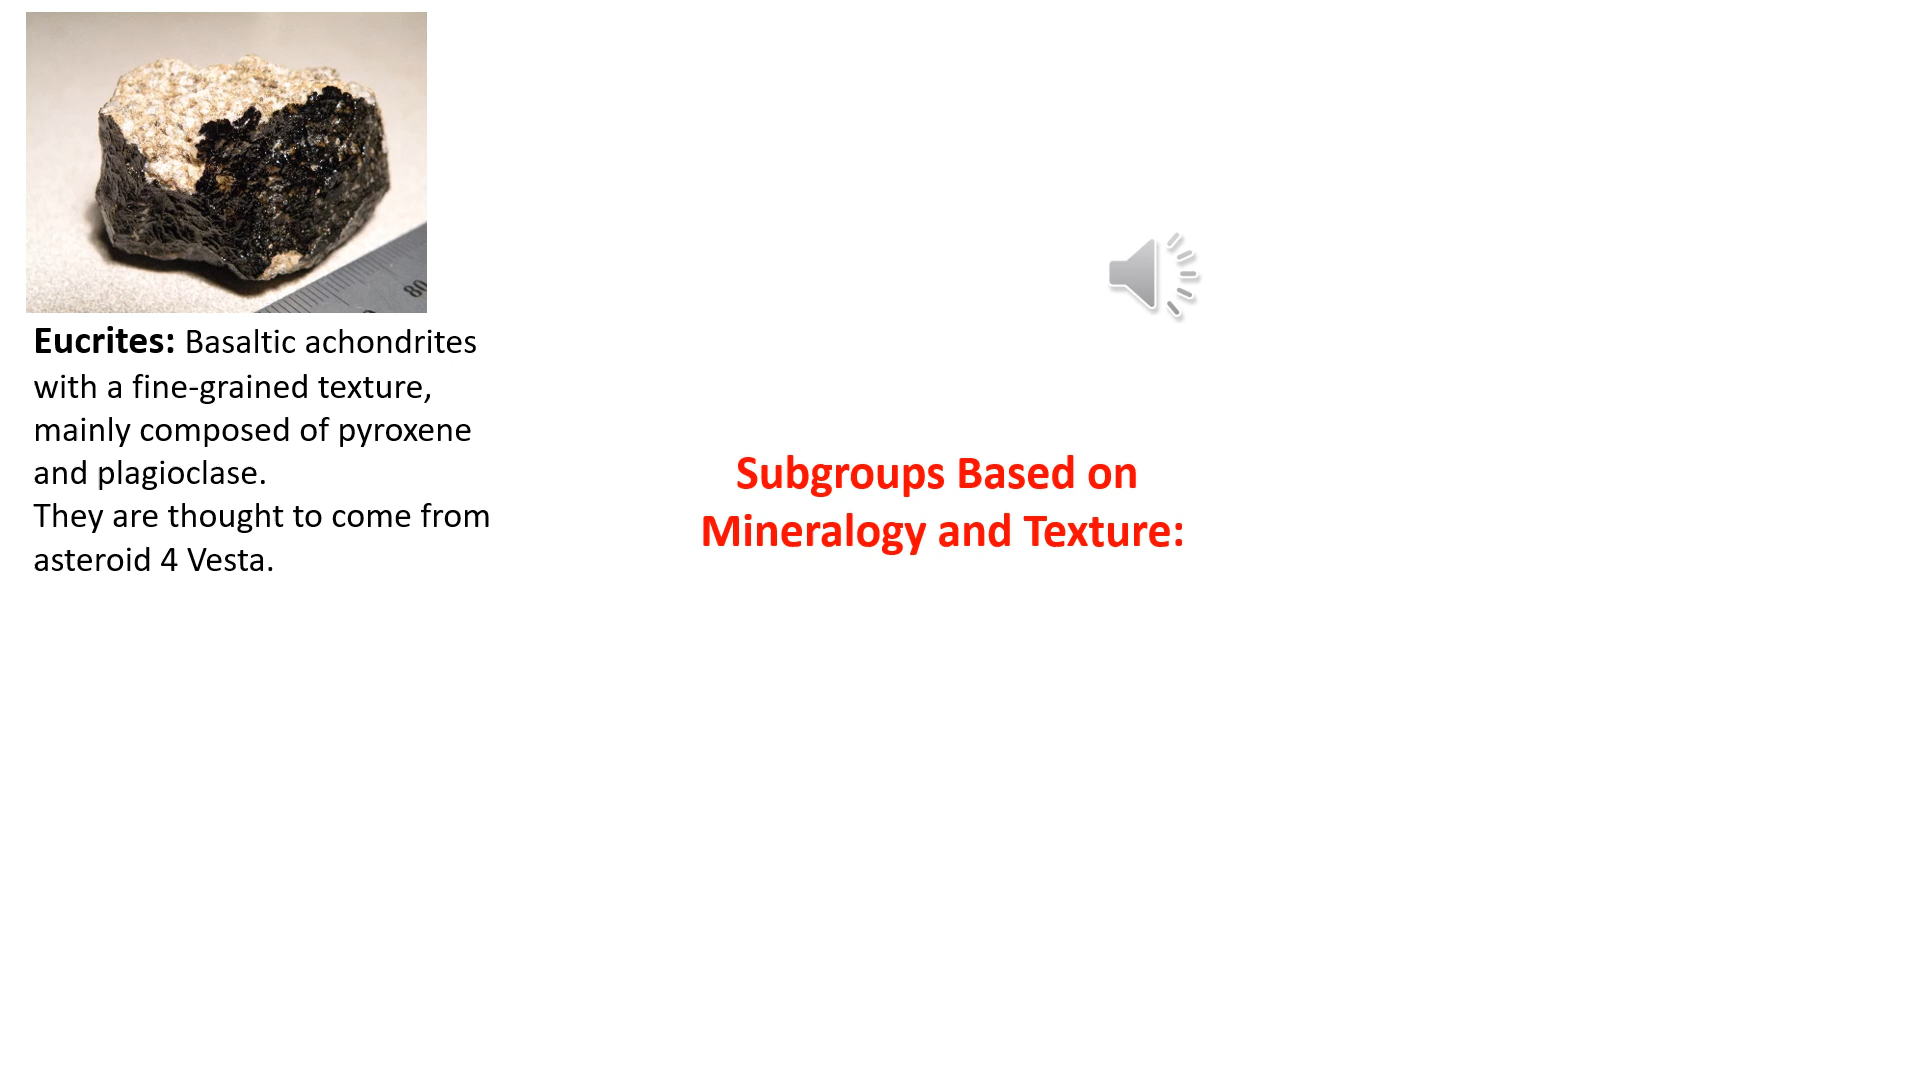 80
Eucrites: Basaltic achondrites
with a fine-grained texture,
mainly composed of pyroxene
and plagioclase.
They are thought to come from
asteroid 4 Vesta.
Subgroups Based on
Mineralogy and Texture: